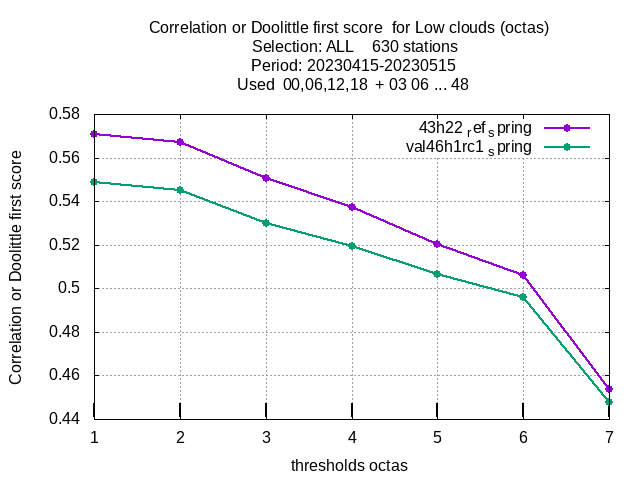 Correlation or Doolittle first score for Low clouds (octas)
Selection: ALL 630 stations
Period: 20230415-20230515
Used 00,06,12,18 + 03 06 ... 48
43h22 ref spring
val46h1rc1 spring
Correlation or Doolittle first score
0.58
0.56
0.54
0.52
0.5
0.48
0.46
0.44
1 2 3 4 5 6 7
thresholds octas